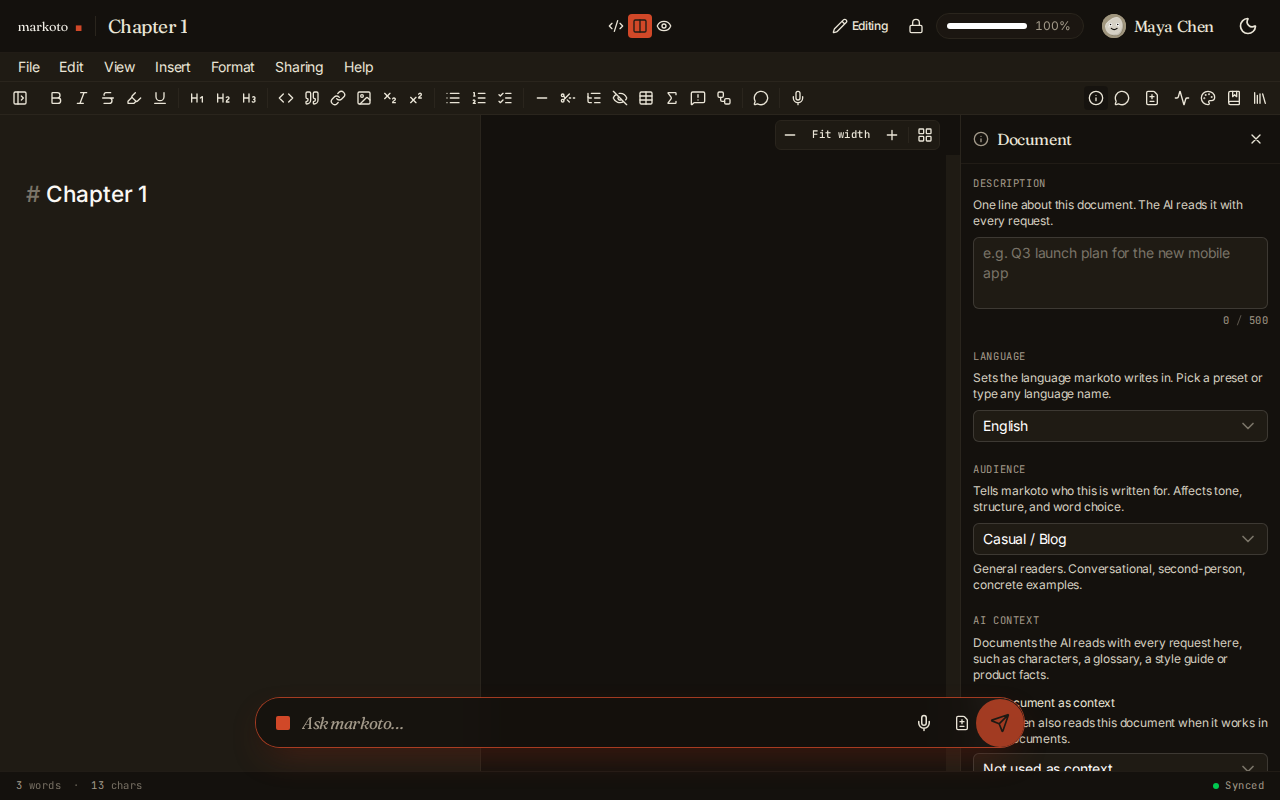 markoto
Chapter 1
Editing
100%
Maya Chen
File Edit View Insert Format Sharing Help
H1 H2 H3
Fit width
Document
# Chapter 1
DESCRIPTION
One line about this document. The AI reads it with
every request.
e.g. Q3 launch plan for the new mobile
app
0 / 500
LANGUAGE
Sets the language markoto writes in. Pick a preset or
type any language name.
English
AUDIENCE
Tells markoto who this is written for. Affects tone,
structure, and word choice.
Casual / Blog
General readers. Conversational, second-person,
concrete examples.
AI CONTEXT
Documents the AI reads with every request here,
such as characters, a glossary, a style guide or
product facts.
as context
also reads this document when it works in
Not used as context
Ask markoto...
3 words · 13 chars
Synced